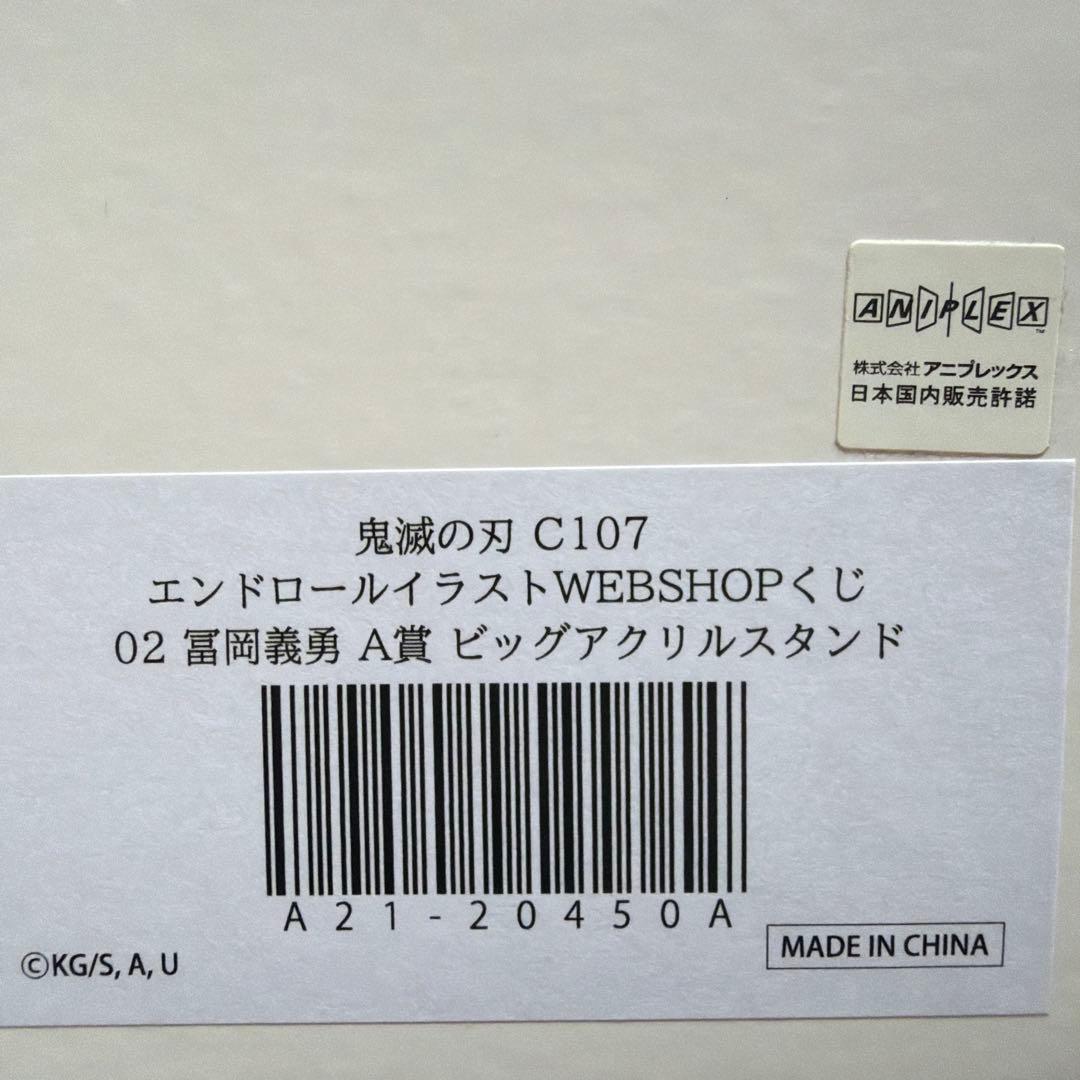 ANIPLEX™
株式会社アニプレックス
日本国内販売許諾
鬼滅の刃 C107
エンドロールイラストWEBSHOPくじ
02 冨岡義勇 A賞 ビッグアクリルスタンド
A21-20450A
MADE IN CHINA
©KG/S, A, U